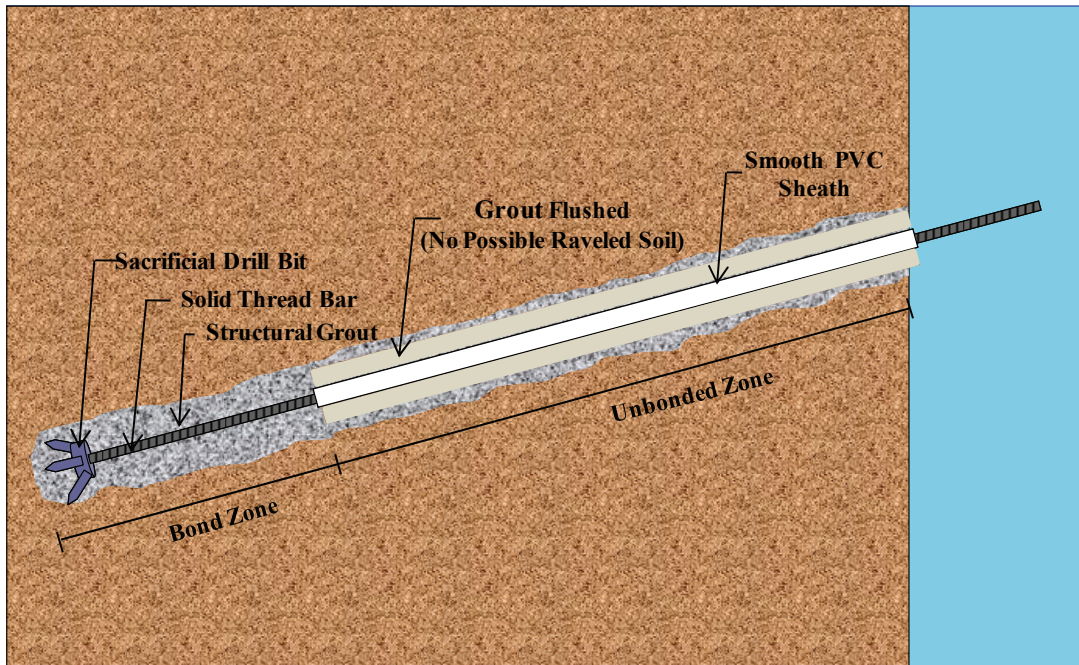 Smooth PVC
Sheath
Grout Flushed
(No Possible Raveled Soil)
Sacrificial Drill Bit
Solid Thread Bar
Structural Grout
Unbonded Zone
Bond Zone